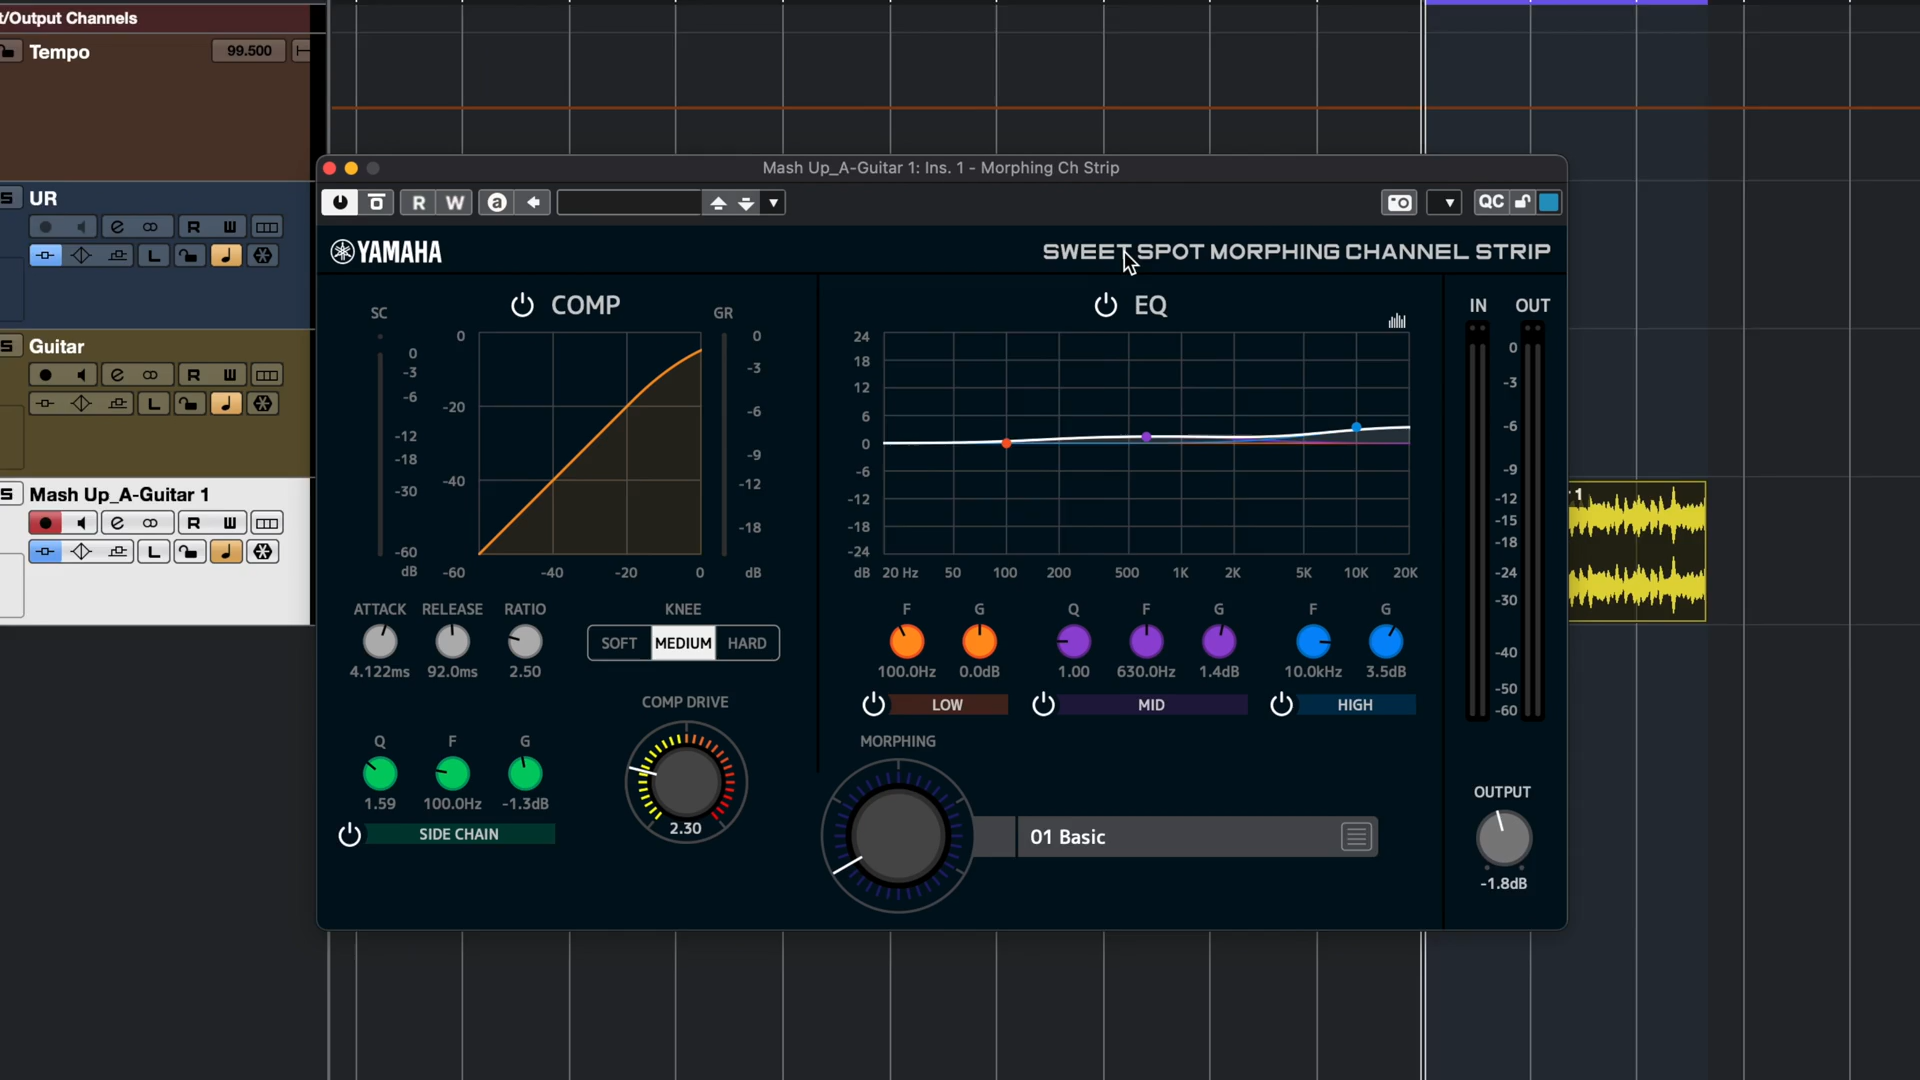 t/Output Channels
Tempo 99.500
S UR
R W
L
S Guitar
R W
L
S Mash Up_A-Guitar 1
R W
L
Mash Up_A-Guitar 1: Ins. 1 - Morphing Ch Strip
R W a QC
YAMAHA SWEET SPOT MORPHING CHANNEL STRIP
COMP
SC GR
0 -3 -6 -12 -18 -30 -60 dB
0 -20 -40 -60
-40 -20 0 dB
0 -3 -6 -9 -12 -18
ATTACK RELEASE RATIO KNEE
4.122ms 92.0ms 2.50
SOFT MEDIUM HARD
COMP DRIVE
2.30
Q F G
1.59 100.0Hz -1.3dB
SIDE CHAIN
EQ
24 18 12 6 0 -6 -12 -18 -24
dB 20 Hz 50 100 200 500 1K 2K 5K 10K 20K
F G Q F G F G
100.0Hz 0.0dB 1.00 630.0Hz 1.4dB 10.0kHz 3.5dB
LOW MID HIGH
MORPHING
01 Basic
IN OUT
0 -3 -6 -9 -12 -15 -18 -24 -30 -40 -50 -60
OUTPUT
-1.8dB
1